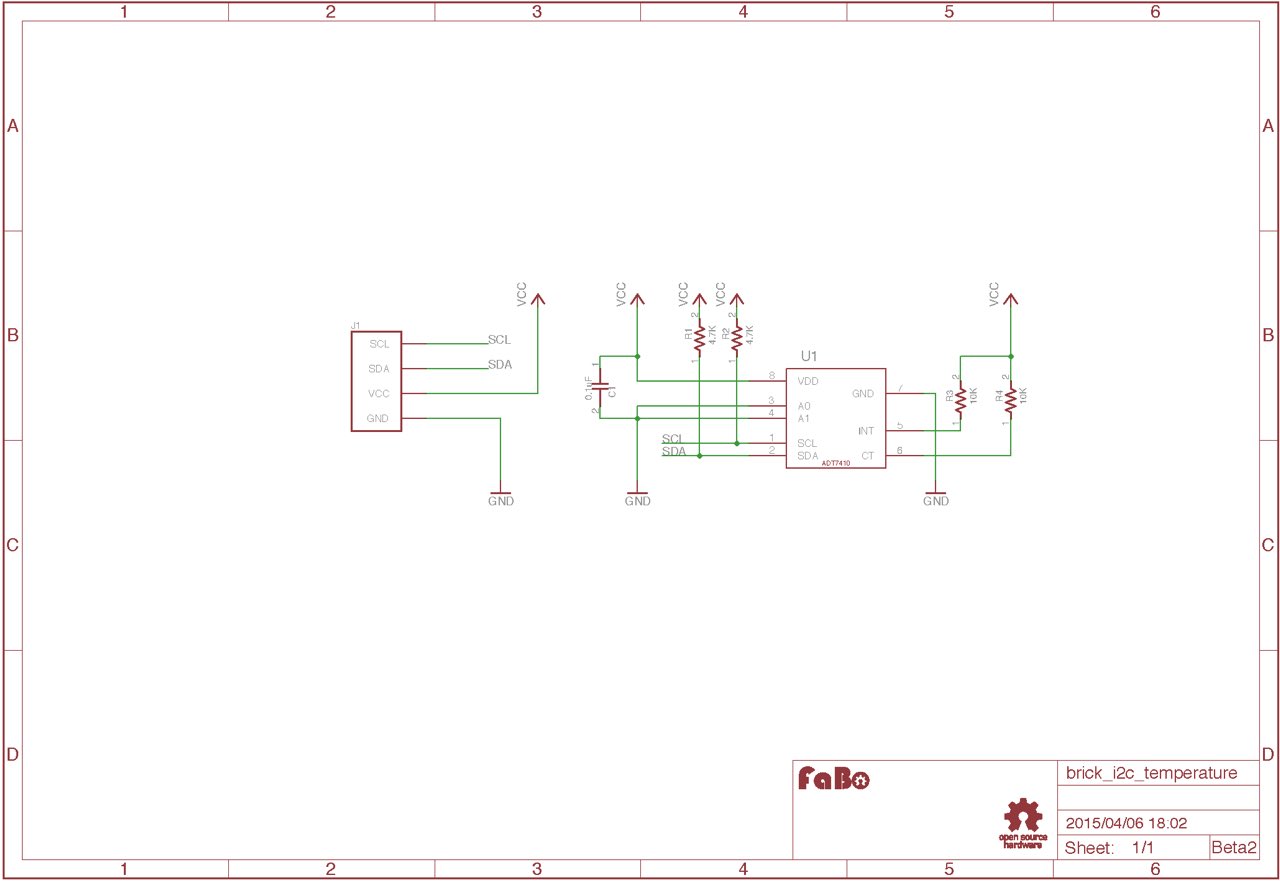 1 2 3 4 5 6
A A
VCC VCC VCC VCC VCC
B B
J1
SCL SCL
SDA SDA
VCC
GND
GND
2 2
R1 4.7K R2 4.7K
1 1
1
0.1uF C1
2
U1
8 VDD
3 A0
4 A1
SCL 1 SCL
SDA 2 SDA
GND 7
INT 5
CT 6
ADT7410
2 2
R3 10K R4 10K
1 1
GND GND
C C
D D
FaBo
open source
hardware
brick_i2c_temperature
2015/04/06 18:02
Sheet: 1/1 Beta2
1 2 3 4 5 6